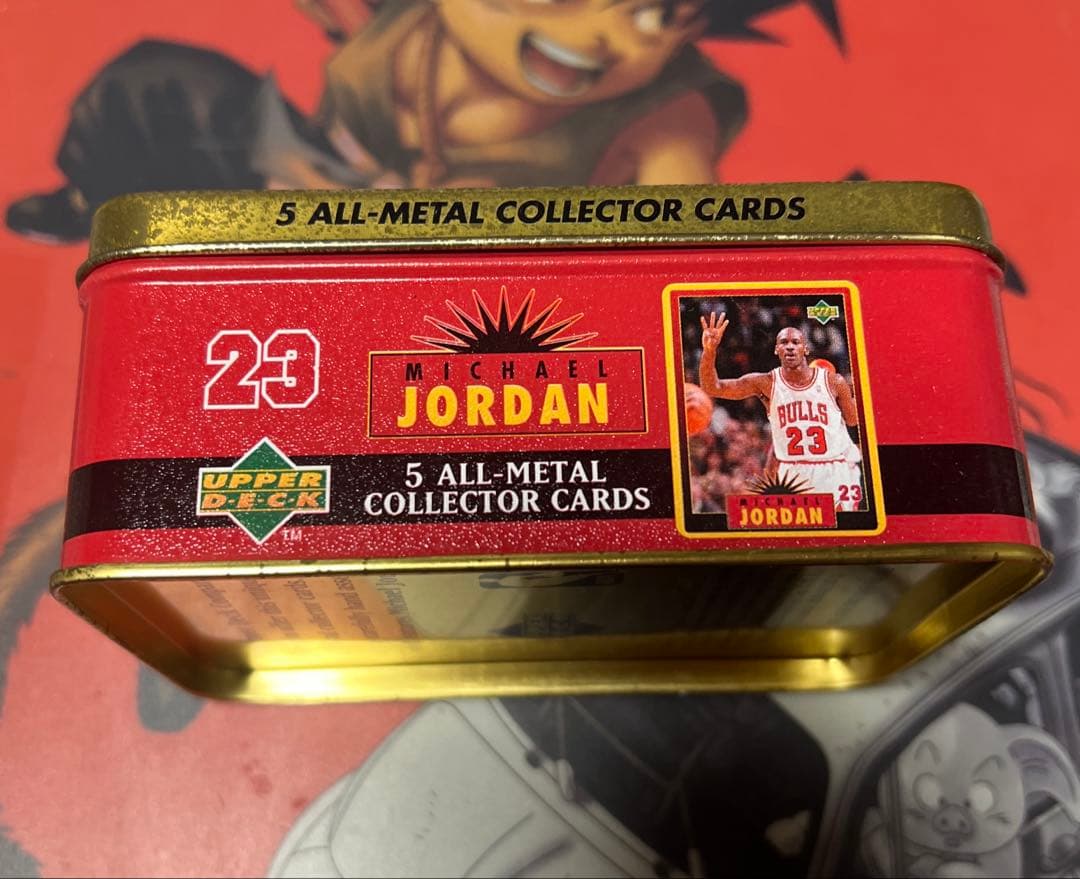 5 ALL-METAL COLLECTOR CARDS
23
MICHAEL
JORDAN
UPPER
D·E·C·K
TM
5 ALL-METAL
COLLECTOR CARDS
BULLS
23
23
MICHAEL
JORDAN